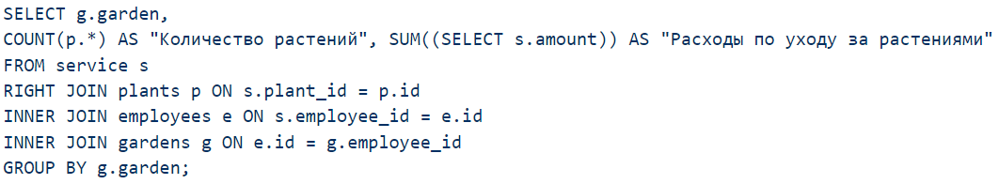 SELECT g.garden,
COUNT(p.*) AS "Количество растений", SUM((SELECT s.amount)) AS "Расходы по уходу за растениями"
FROM service s
RIGHT JOIN plants p ON s.plant_id = p.id
INNER JOIN employees e ON s.employee_id = e.id
INNER JOIN gardens g ON e.id = g.employee_id
GROUP BY g.garden;